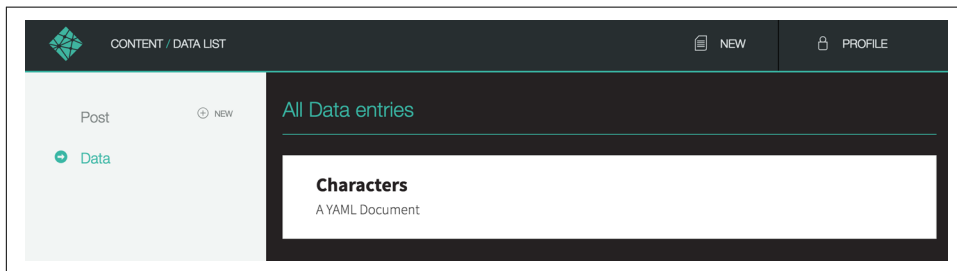 CONTENT / DATA LIST
NEW
PROFILE
Post
NEW
Data
All Data entries
Characters
A YAML Document